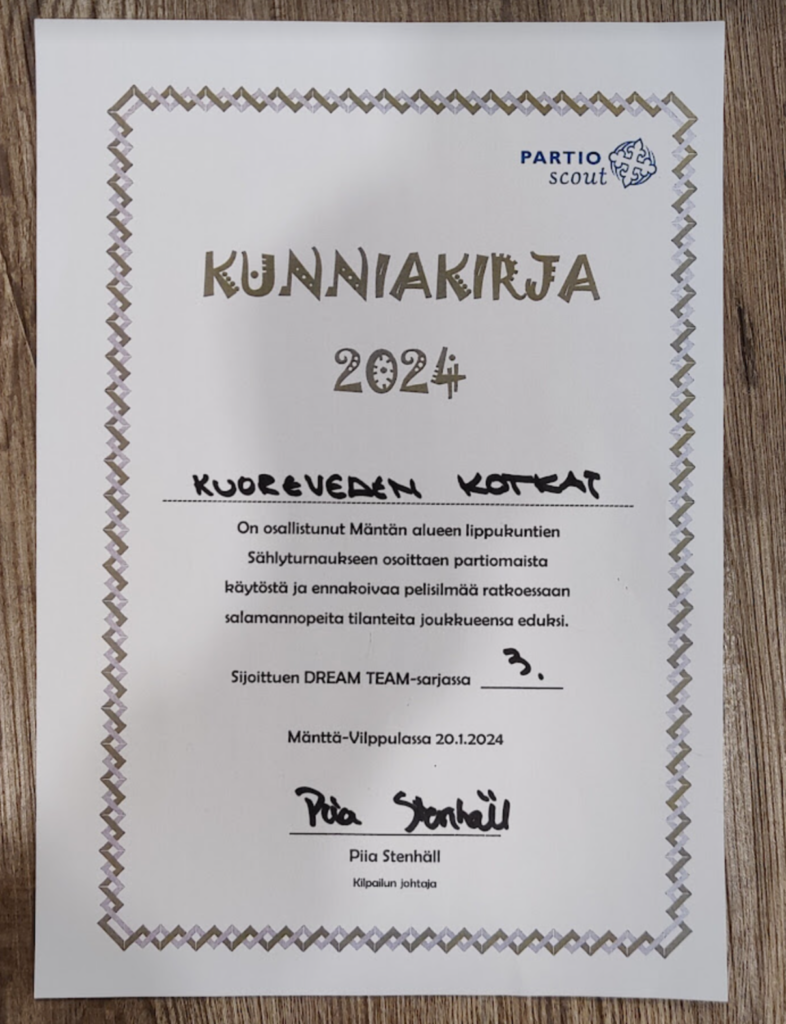 PARTIO
scout
KUNNIAKIRJA
2024
KUOREVEDEN KOTKAT
On osallistunut Mäntän alueen lippukuntien
Sählyturnaukseen osoittaen partiomaista
käytöstä ja ennakoivaa pelisilmää ratkoessaan
salamannopeita tilanteita joukkueensa eduksi.
Sijoittuen DREAM TEAM-sarjassa 3.
Mänttä-Vilppulassa 20.1.2024
Piia Stenhäll
Piia Stenhäll
Kilpailun johtaja